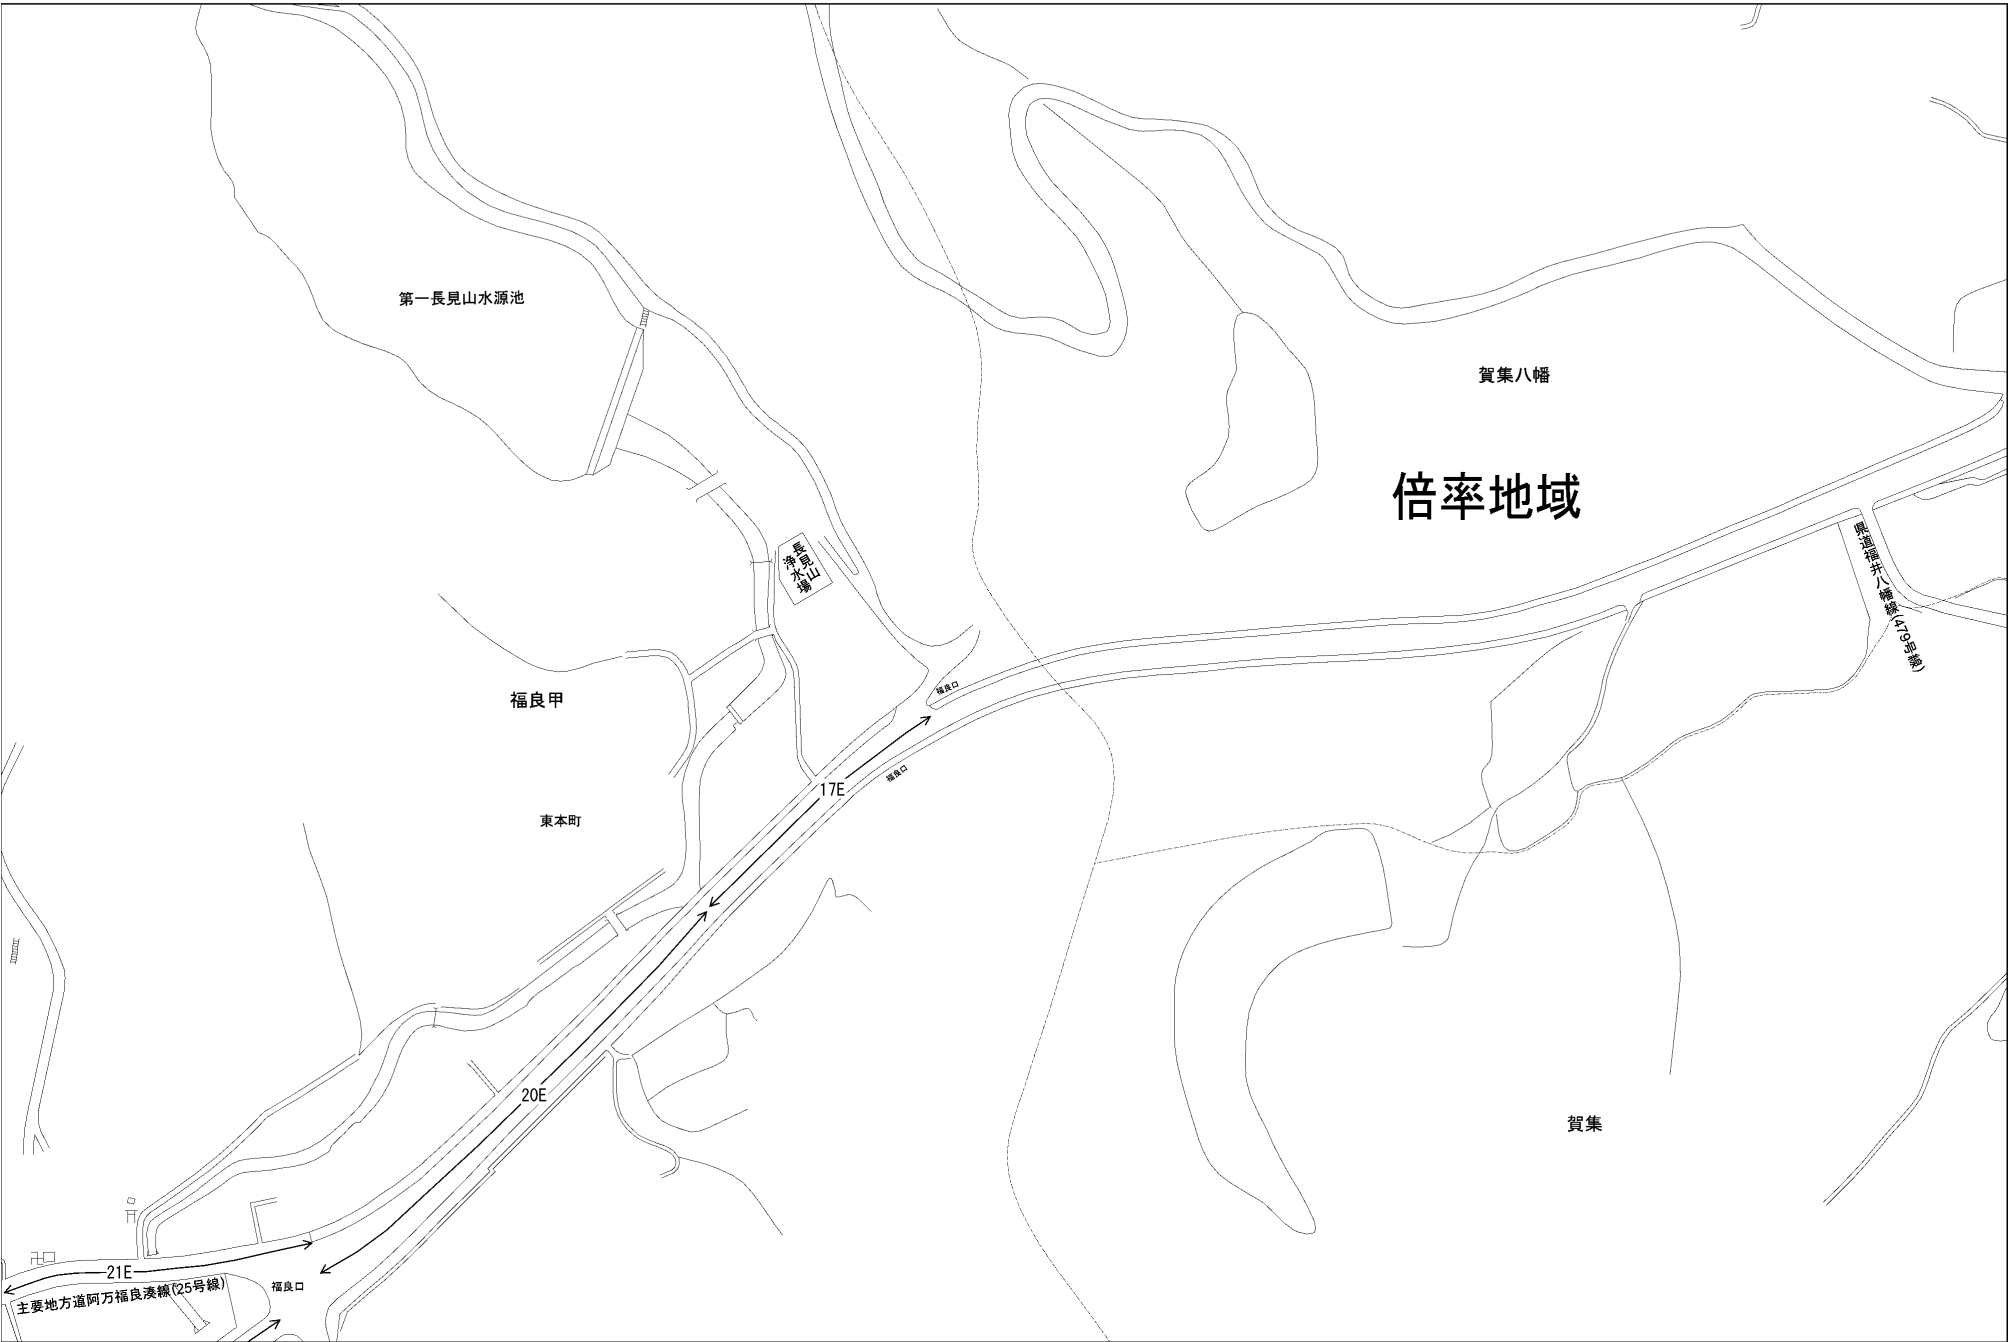 第一長見山水源池
賀集八幡
倍率地域
長見山
浄水場
県道福井八幡線(479号線)
福良甲
福良口
福良口
17E
東本町
20E
賀集
21E
主要地方道阿万福良湊線(25号線)
福良口